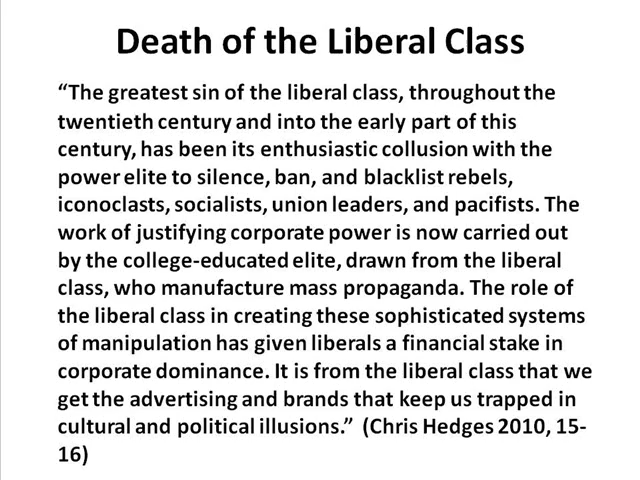 Death of the Liberal Class
“The greatest sin of the liberal class, throughout the
twentieth century and into the early part of this
century, has been its enthusiastic collusion with the
power elite to silence, ban, and blacklist rebels,
iconoclasts, socialists, union leaders, and pacifists. The
work of justifying corporate power is now carried out
by the college-educated elite, drawn from the liberal
class, who manufacture mass propaganda. The role of
the liberal class in creating these sophisticated systems
of manipulation has given liberals a financial stake in
corporate dominance. It is from the liberal class that we
get the advertising and brands that keep us trapped in
cultural and political illusions.” (Chris Hedges 2010, 15-
16)